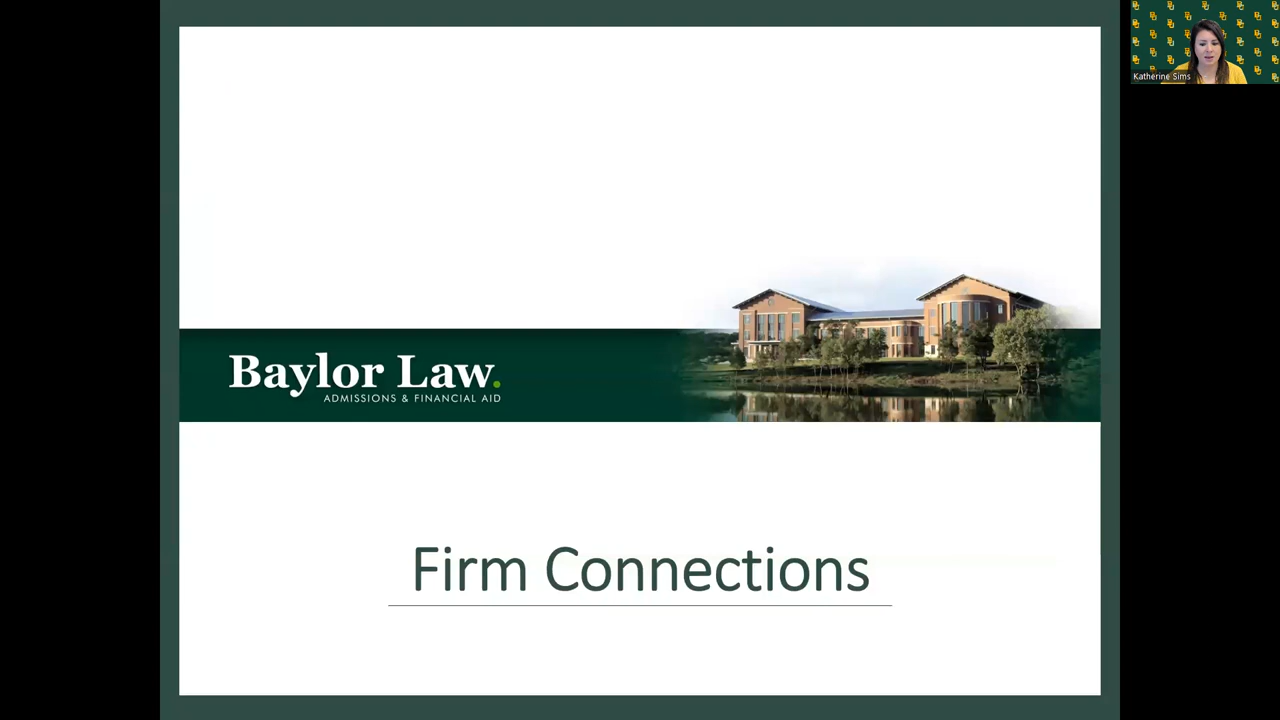 Katherine Sims
Baylor Law.
ADMISSIONS & FINANCIAL AID
Firm Connections